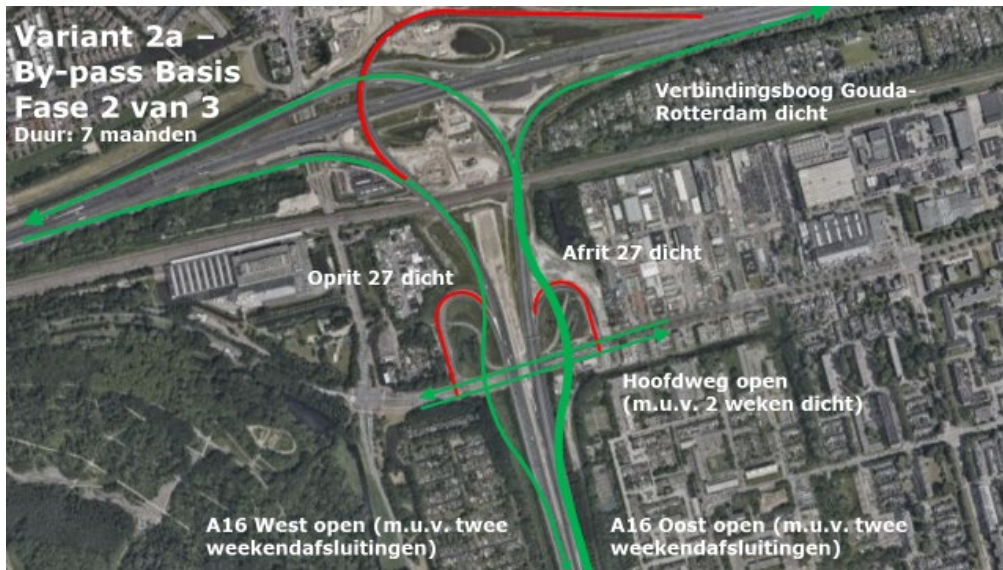 Variant 2a –
By-pass Basis
Fase 2 van 3
Duur: 7 maanden
Verbindingsboog Gouda-
Rotterdam dicht
Afrit 27 dicht
Oprit 27 dicht
Hoofdweg open
(m.u.v. 2 weken dicht)
A16 West open (m.u.v. twee
weekendafsluitingen)
A16 Oost open (m.u.v. twee
weekendafsluitingen)